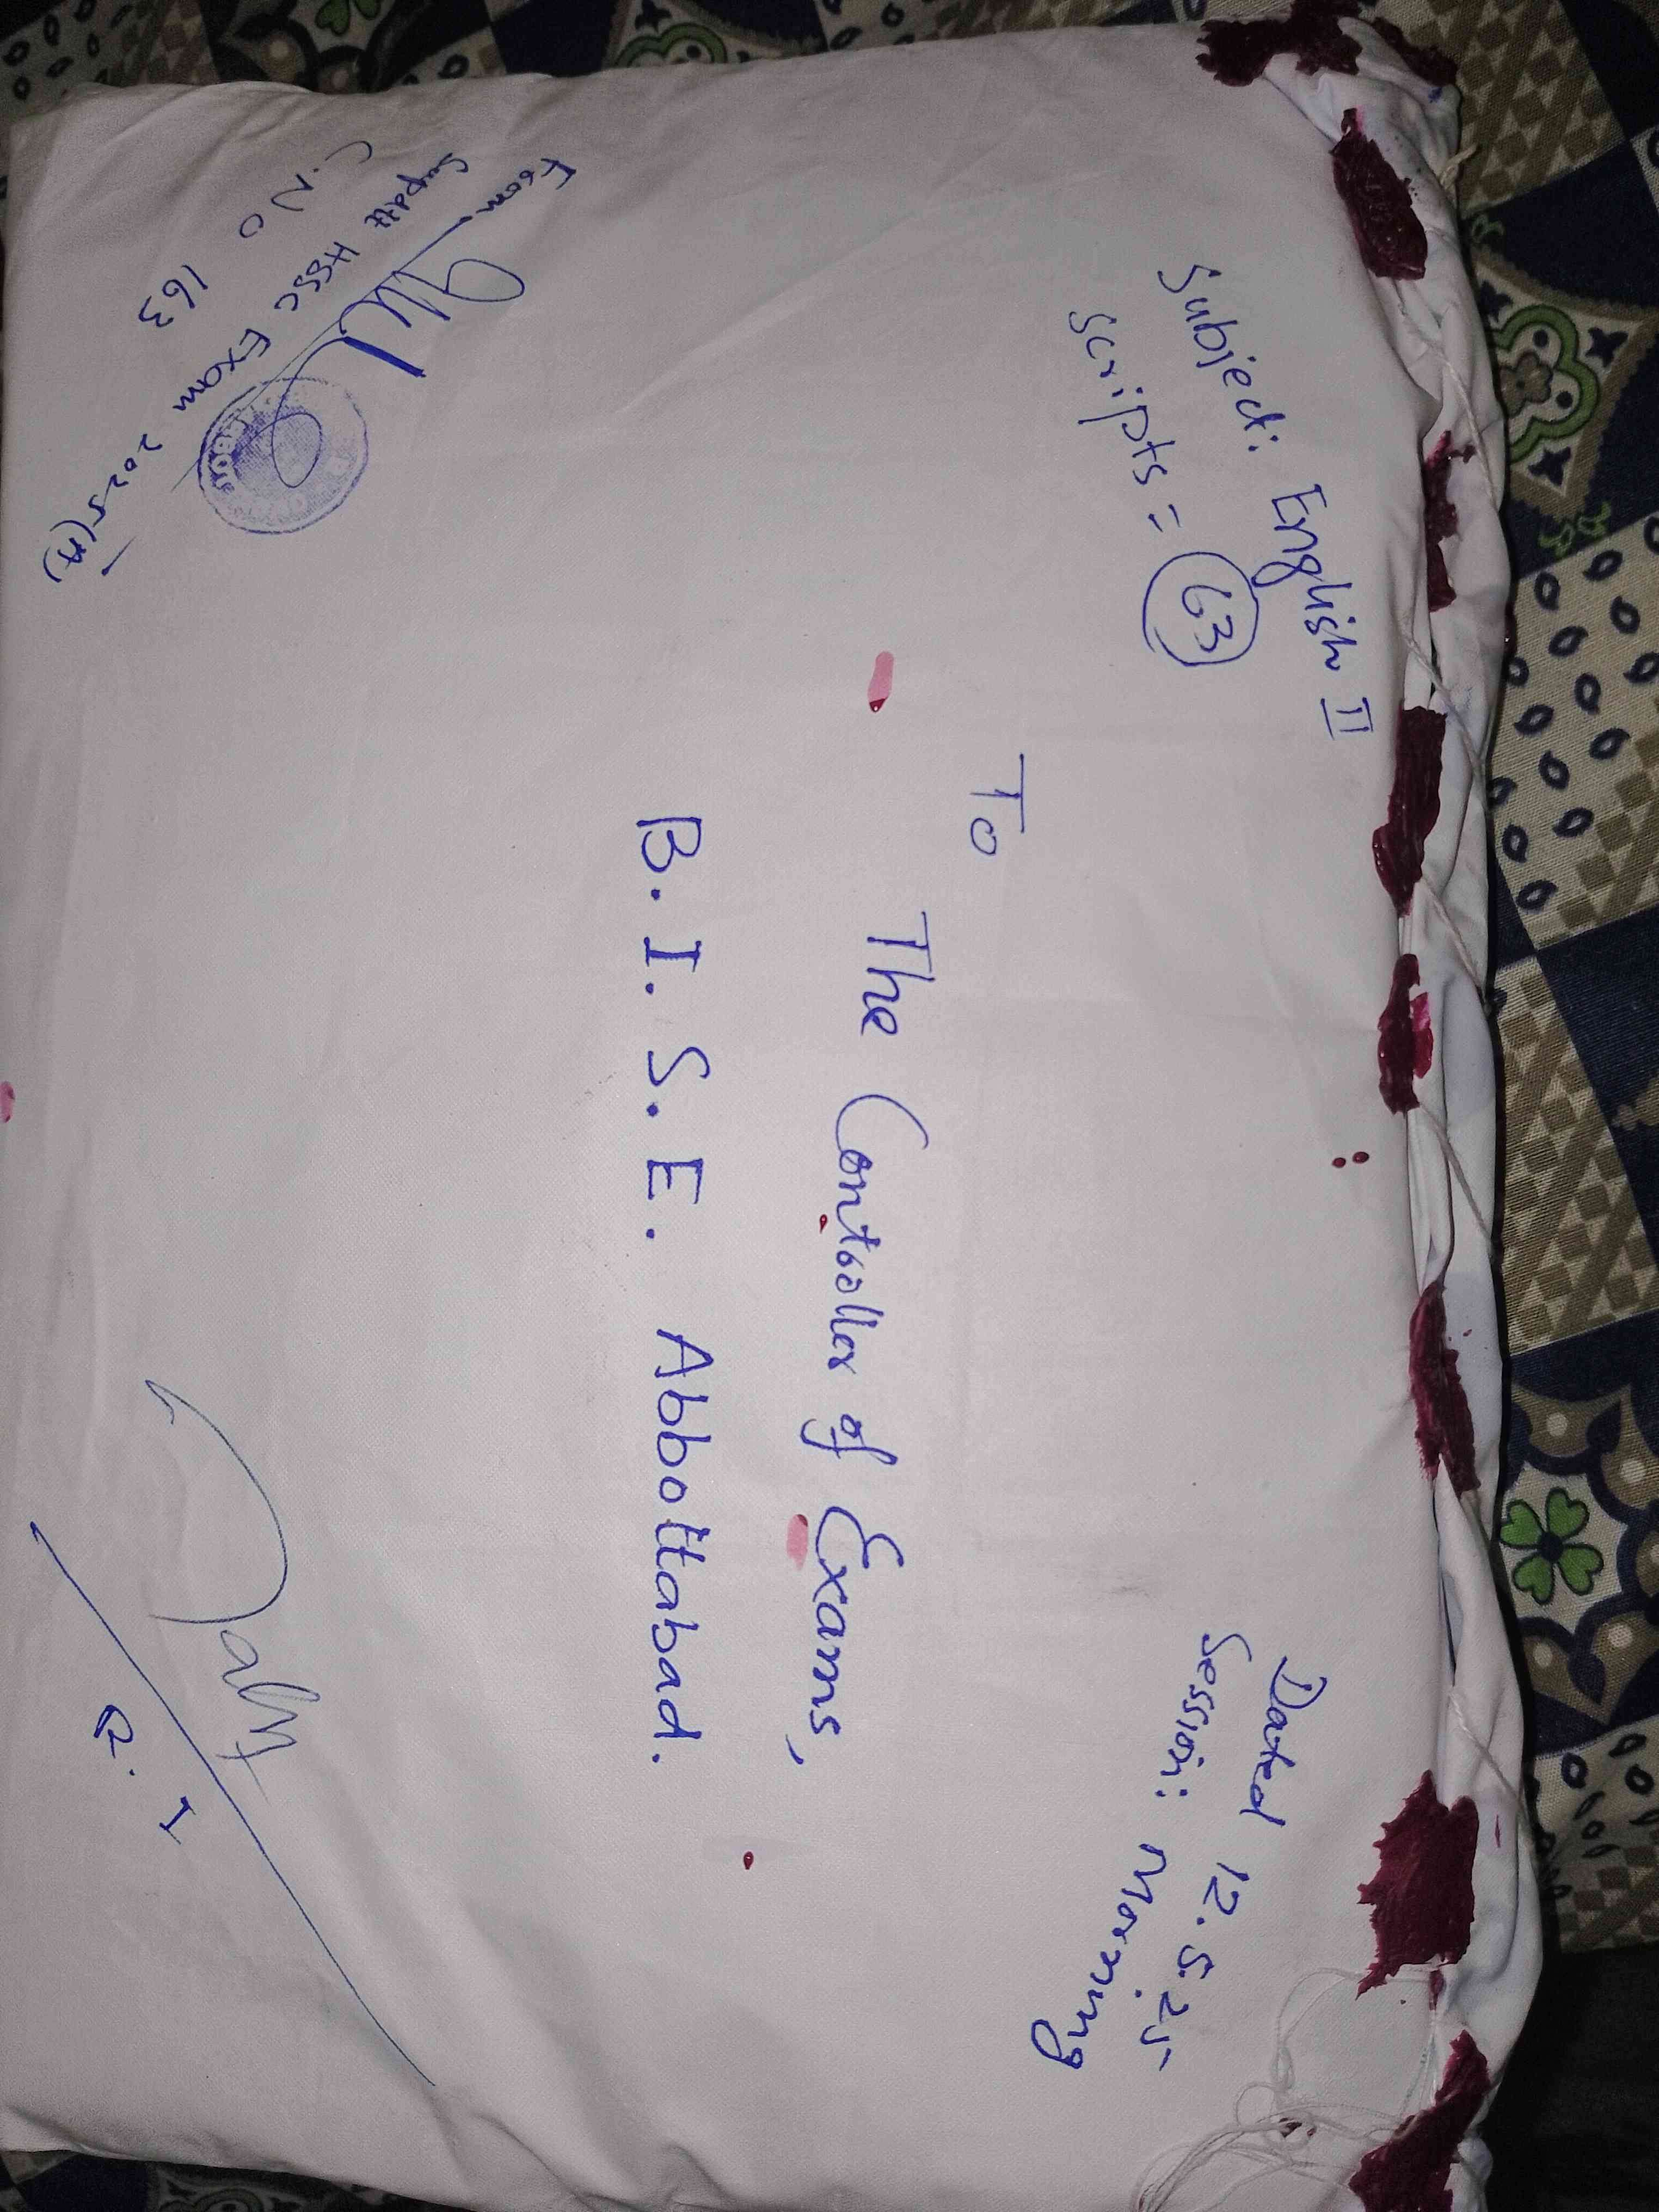 Subject: English II
Scripts = 63
Dated 12.5.25
Session: Morning
To
The Controller of Exams,
B.I.S.E. Abbottabad.
From:
Supdtt HSSC Exam 2025 (A)
C.No 163
R.I